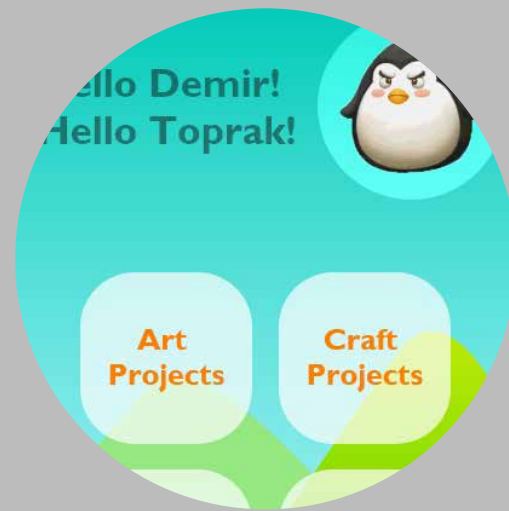 ello Demir!
Hello Toprak!
Art
Projects
Craft
Projects